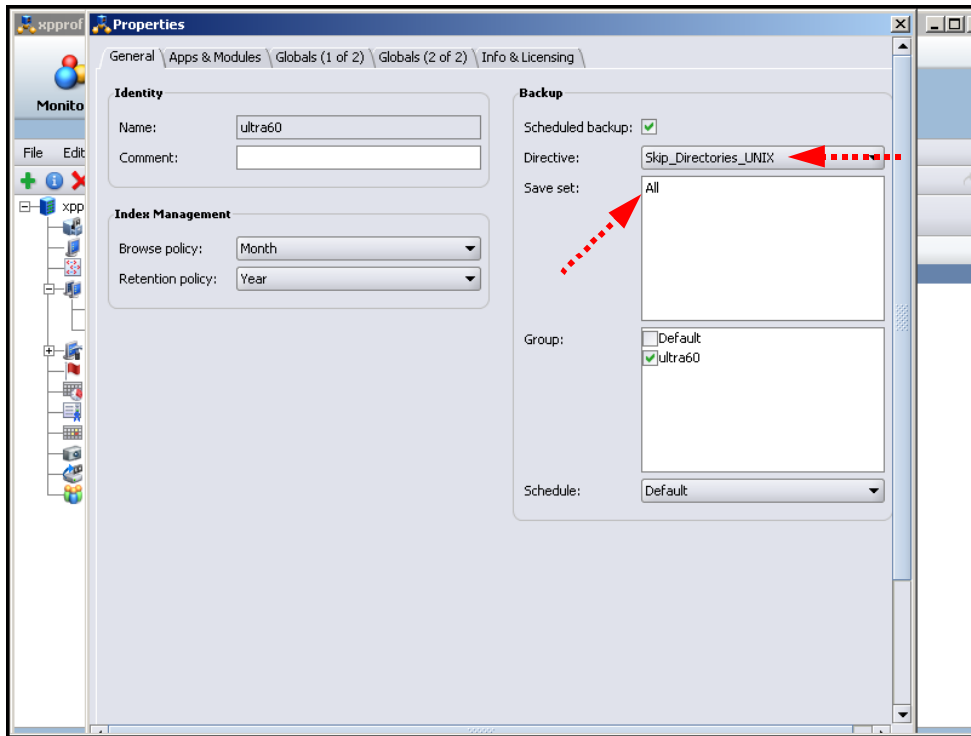 xpprof
Properties
General
Apps & Modules
Globals (1 of 2)
Globals (2 of 2)
Info & Licensing
Monito
File Edit
xpp
Identity
Name: ultra60
Comment:
Index Management
Browse policy: Month
Retention policy: Year
Backup
Scheduled backup:
Directive: Skip_Directories_UNIX
Save set: All
Group: Default
ultra60
Schedule: Default